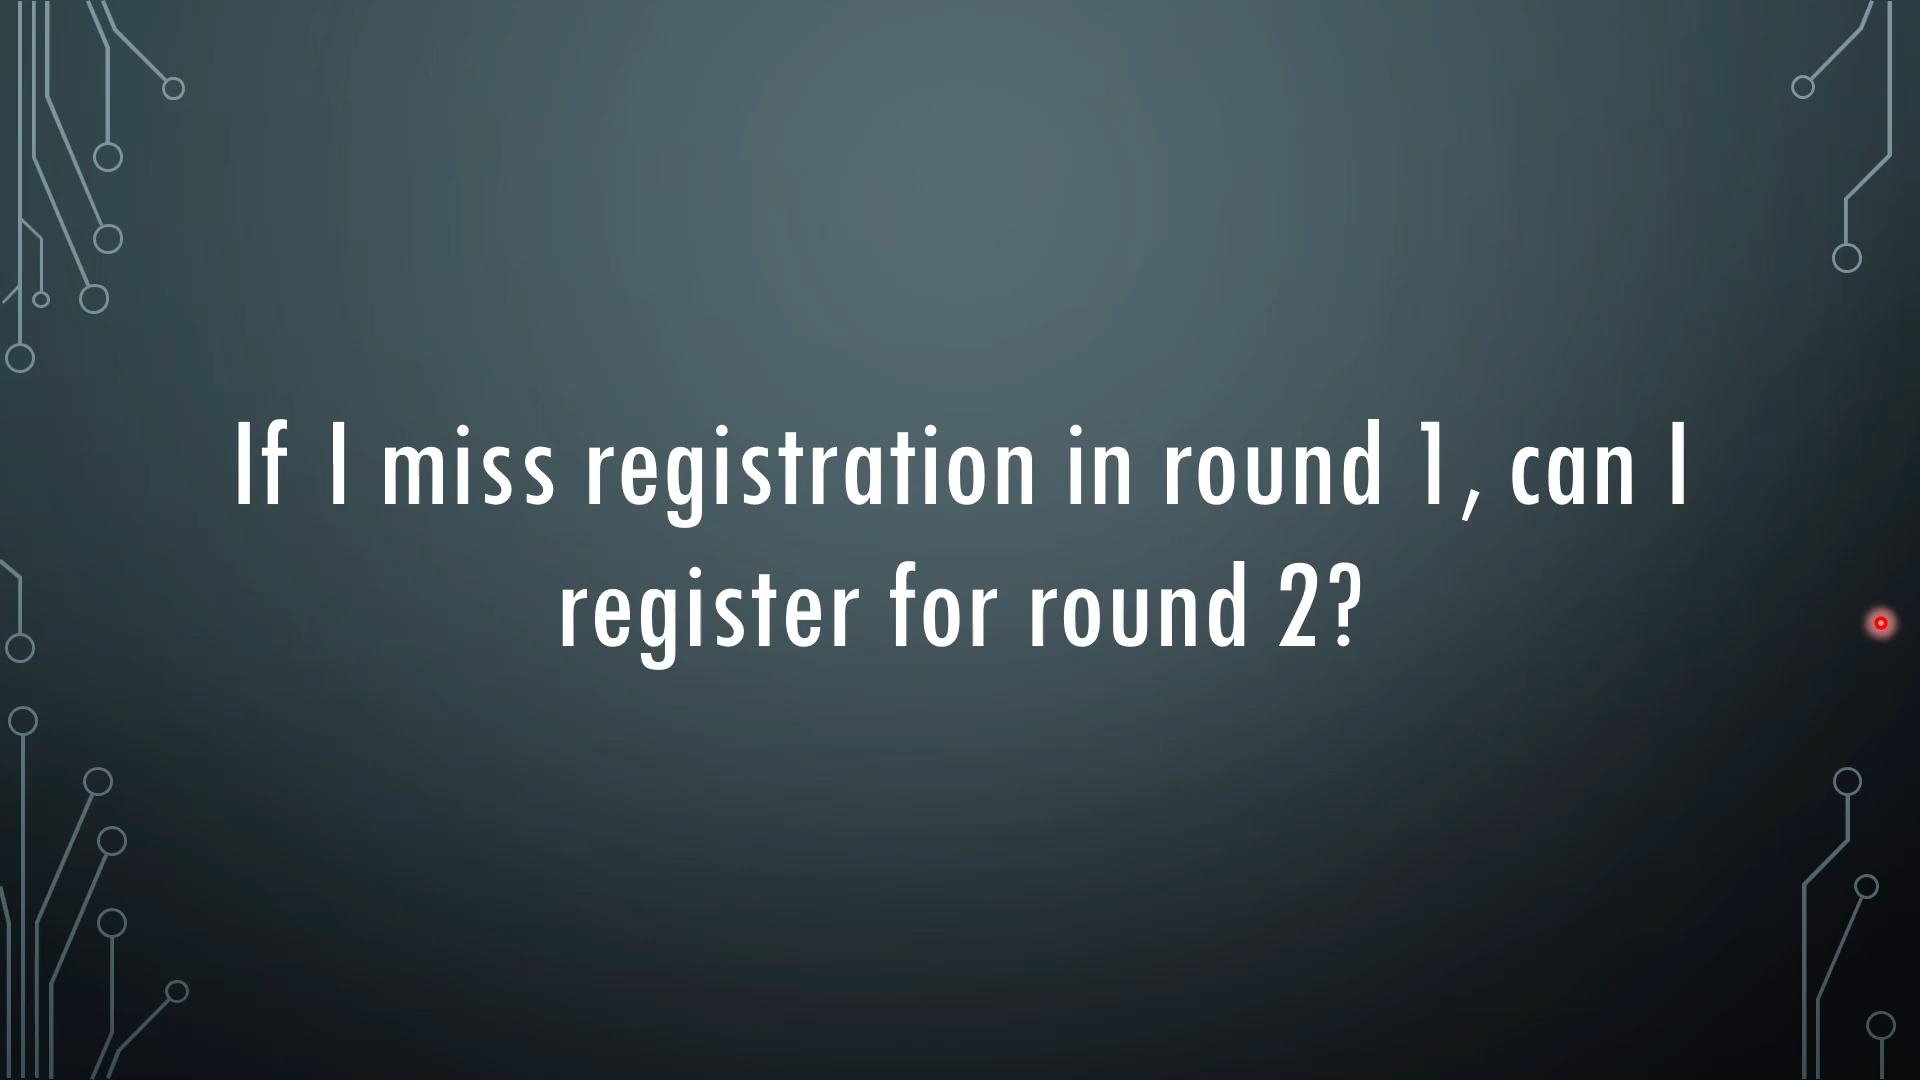 If I miss registration in round 1, can I
register for round 2?